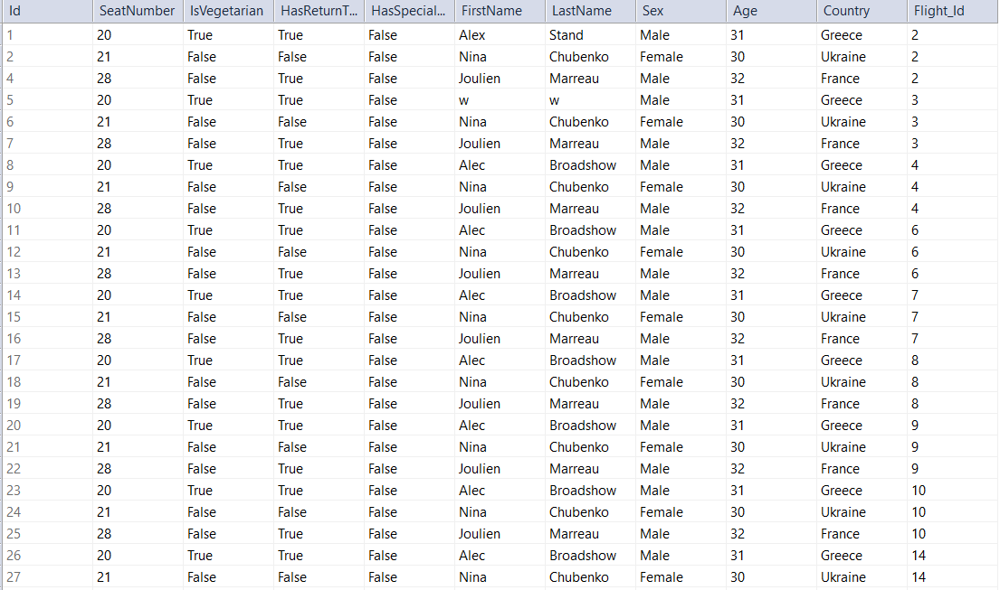 Id SeatNumber IsVegetarian HasReturnT... HasSpecial... FirstName LastName Sex Age Country Flight_Id
1 20 True True False Alex Stand Male 31 Greece 2
2 21 False False False Nina Chubenko Female 30 Ukraine 2
4 28 False True False Joulien Marreau Male 32 France 2
5 20 True True False w w Male 31 Greece 3
6 21 False False False Nina Chubenko Female 30 Ukraine 3
7 28 False True False Joulien Marreau Male 32 France 3
8 20 True True False Alec Broadshow Male 31 Greece 4
9 21 False False False Nina Chubenko Female 30 Ukraine 4
10 28 False True False Joulien Marreau Male 32 France 4
11 20 True True False Alec Broadshow Male 31 Greece 6
12 21 False False False Nina Chubenko Female 30 Ukraine 6
13 28 False True False Joulien Marreau Male 32 France 6
14 20 True True False Alec Broadshow Male 31 Greece 7
15 21 False False False Nina Chubenko Female 30 Ukraine 7
16 28 False True False Joulien Marreau Male 32 France 7
17 20 True True False Alec Broadshow Male 31 Greece 8
18 21 False False False Nina Chubenko Female 30 Ukraine 8
19 28 False True False Joulien Marreau Male 32 France 8
20 20 True True False Alec Broadshow Male 31 Greece 9
21 21 False False False Nina Chubenko Female 30 Ukraine 9
22 28 False True False Joulien Marreau Male 32 France 9
23 20 True True False Alec Broadshow Male 31 Greece 10
24 21 False False False Nina Chubenko Female 30 Ukraine 10
25 28 False True False Joulien Marreau Male 32 France 10
26 20 True True False Alec Broadshow Male 31 Greece 14
27 21 False False False Nina Chubenko Female 30 Ukraine 14